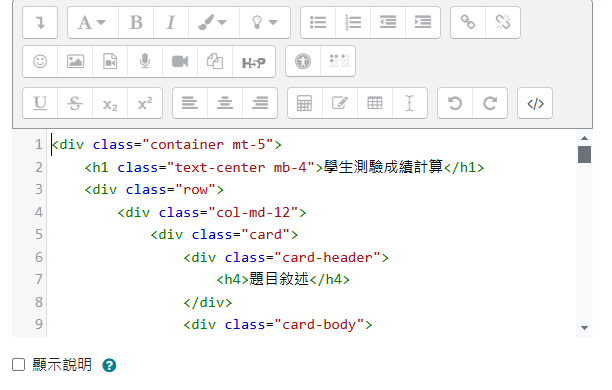 A B I
H5P
U S x₂ x² </>
1 <div class="container mt-5">
2 <h1 class="text-center mb-4">學生測驗成績計算</h1>
3 <div class="row">
4 <div class="col-md-12">
5 <div class="card">
6 <div class="card-header">
7 <h4>題目敘述</h4>
8 </div>
9 <div class="card-body">
顯示說明 ?